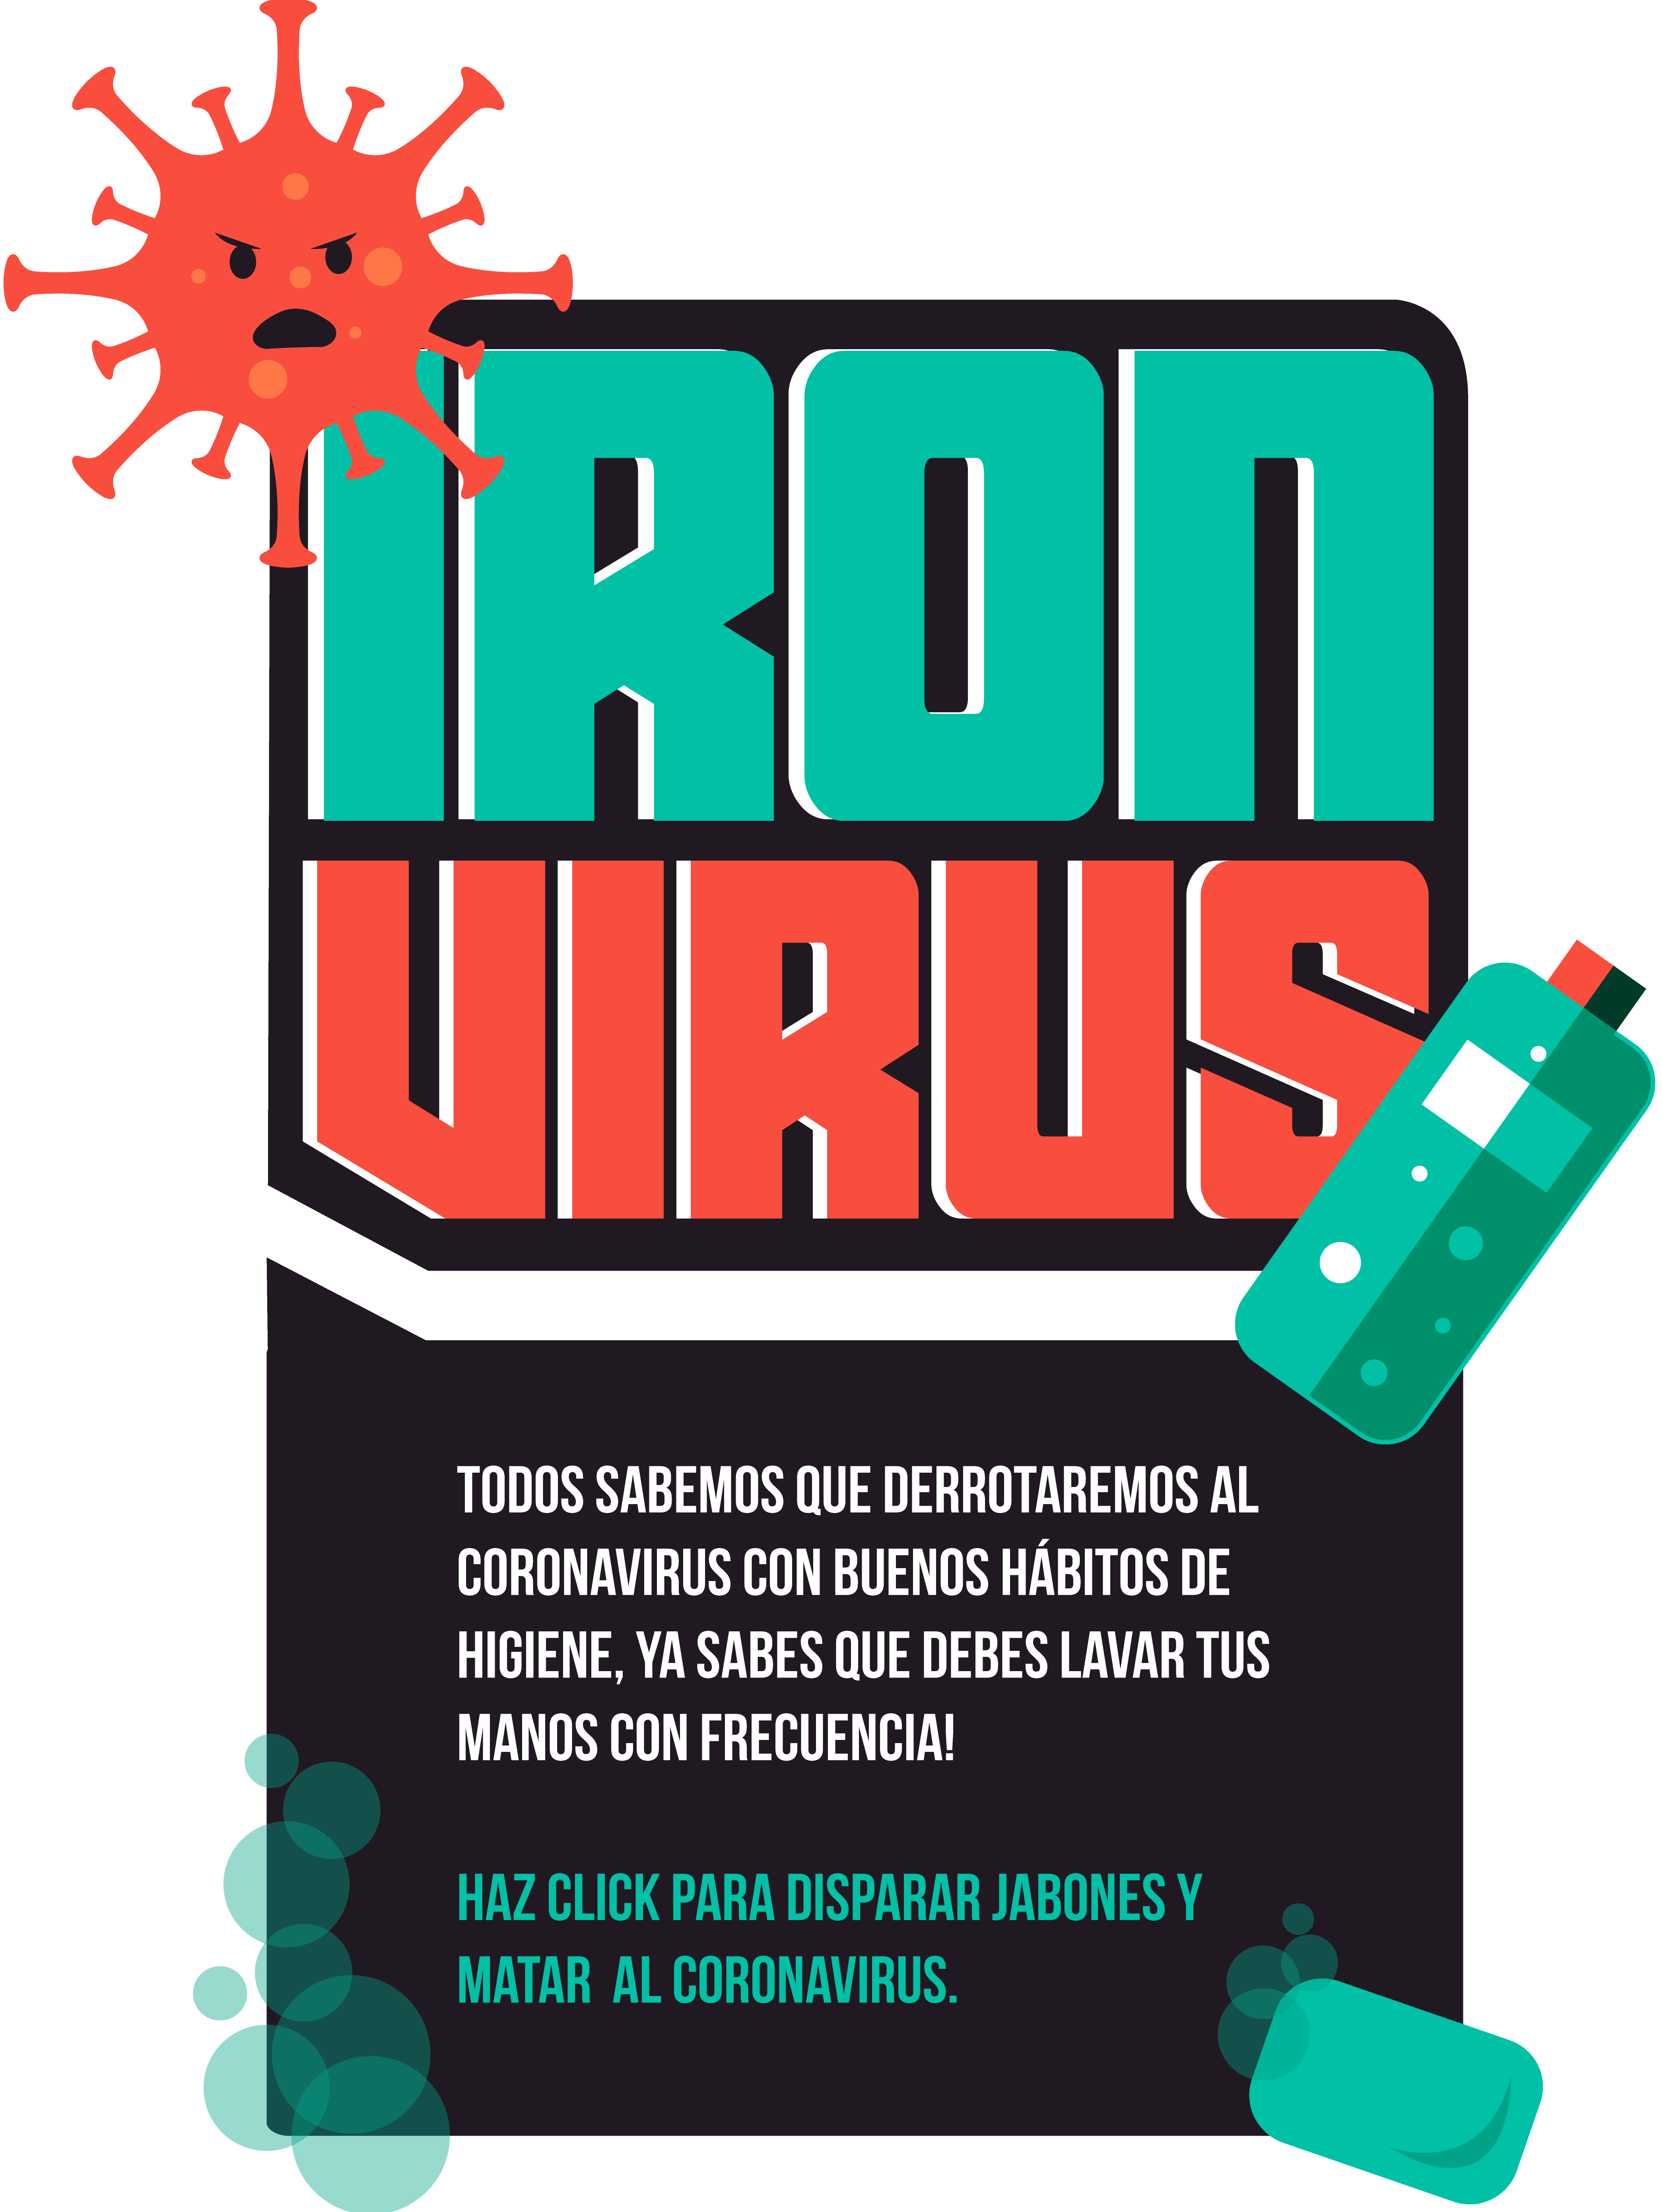 IRON
VIRUS
TODOS SABEMOS QUE DERROTAREMOS AL
CORONAVIRUS CON BUENOS HÁBITOS DE
HIGIENE, YA SABES QUE DEBES LAVAR TUS
MANOS CON FRECUENCIA!
HAZ CLICK PARA DISPARAR JABONES Y
MATAR AL CORONAVIRUS.